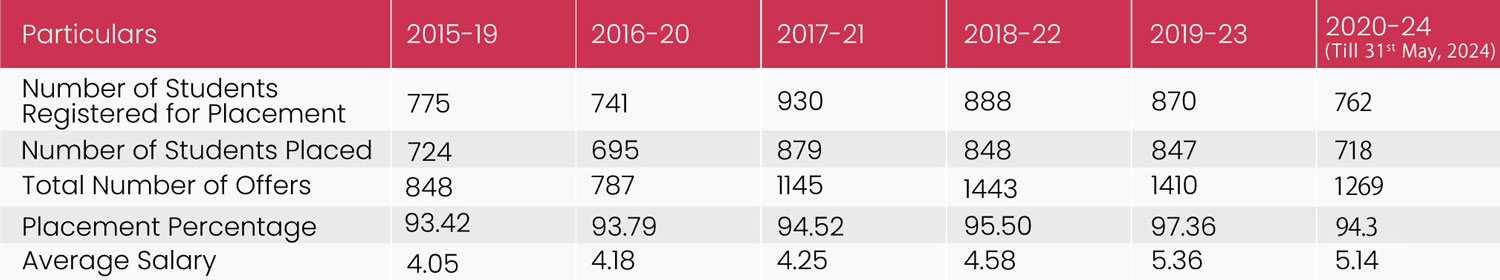 Particulars 2015-19 2016-20 2017-21 2018-22 2019-23 2020-24
(Till 31st May, 2024)
Number of Students
Registered for Placement 775 741 930 888 870 762
Number of Students Placed 724 695 879 848 847 718
Total Number of Offers 848 787 1145 1443 1410 1269
Placement Percentage 93.42 93.79 94.52 95.50 97.36 94.3
Average Salary 4.05 4.18 4.25 4.58 5.36 5.14